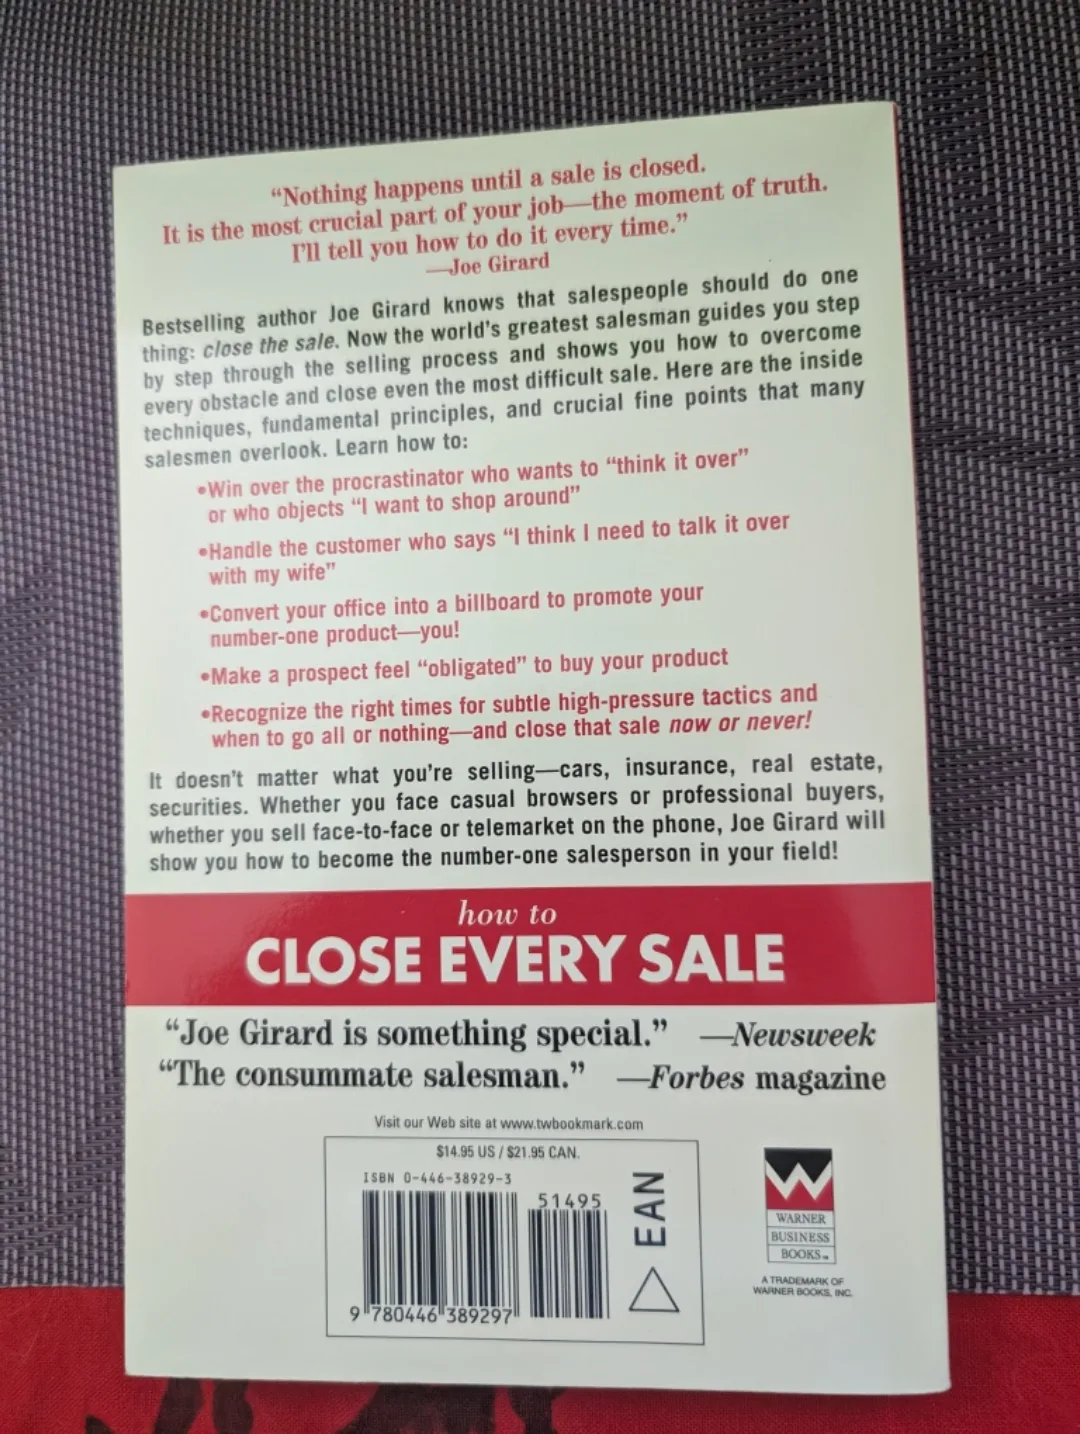 “Nothing happens until a sale is closed.
It is the most crucial part of your job—the moment of truth.
I’ll tell you how to do it every time.”
—Joe Girard
Bestselling author Joe Girard knows that salespeople should do one
thing: close the sale. Now the world’s greatest salesman guides you step
by step through the selling process and shows you how to overcome
every obstacle and close even the most difficult sale. Here are the inside
techniques, fundamental principles, and crucial fine points that many
salesmen overlook. Learn how to:
•Win over the procrastinator who wants to “think it over”
or who objects “I want to shop around”
•Handle the customer who says “I think I need to talk it over
with my wife”
•Convert your office into a billboard to promote your
number-one product—you!
•Make a prospect feel “obligated” to buy your product
•Recognize the right times for subtle high-pressure tactics and
when to go all or nothing—and close that sale now or never!
It doesn’t matter what you’re selling—cars, insurance, real estate,
securities. Whether you face casual browsers or professional buyers,
whether you sell face-to-face or telemarket on the phone, Joe Girard will
show you how to become the number-one salesperson in your field!
how to
CLOSE EVERY SALE
“Joe Girard is something special.” —Newsweek
“The consummate salesman.” —Forbes magazine
Visit our Web site at www.twbookmark.com
$14.95 US / $21.95 CAN.
ISBN 0-446-38929-3
51495
9 780446 389297
EAN
W
WARNER
BUSINESS
BOOKS™
A TRADEMARK OF
WARNER BOOKS, INC.